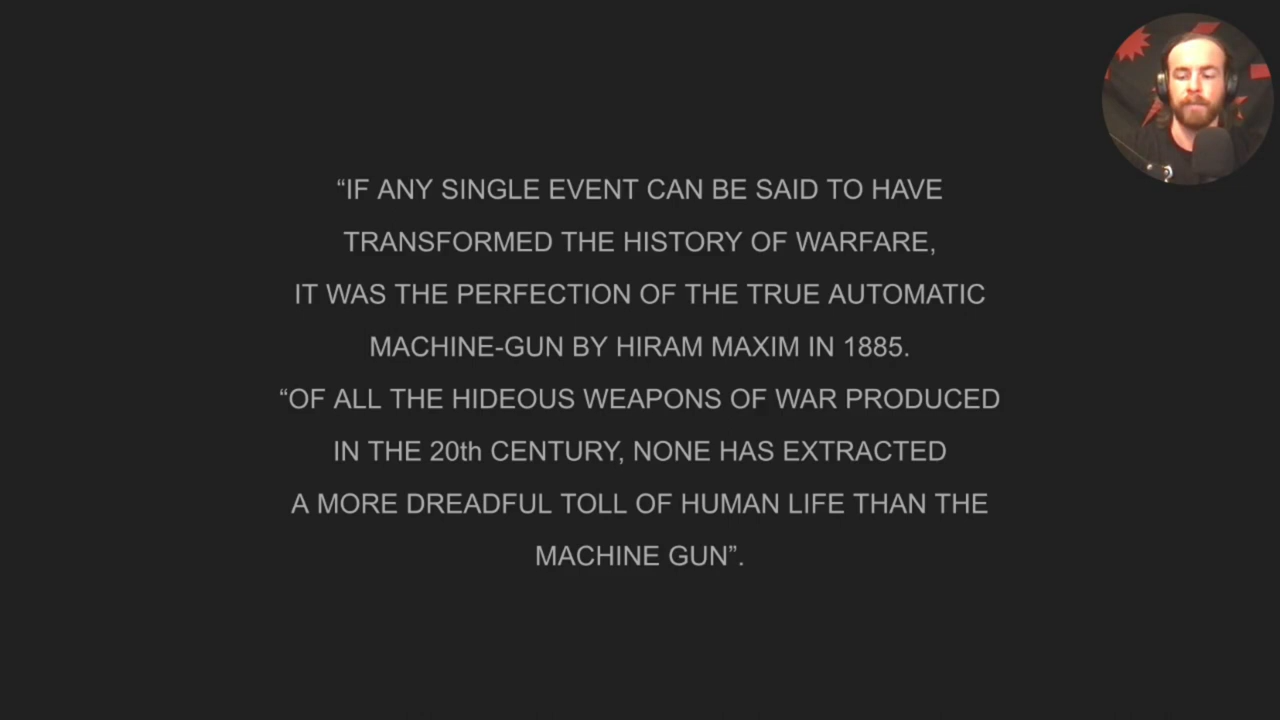 “IF ANY SINGLE EVENT CAN BE SAID TO HAVE
TRANSFORMED THE HISTORY OF WARFARE,
IT WAS THE PERFECTION OF THE TRUE AUTOMATIC
MACHINE-GUN BY HIRAM MAXIM IN 1885.
“OF ALL THE HIDEOUS WEAPONS OF WAR PRODUCED
IN THE 20th CENTURY, NONE HAS EXTRACTED
A MORE DREADFUL TOLL OF HUMAN LIFE THAN THE
MACHINE GUN”.